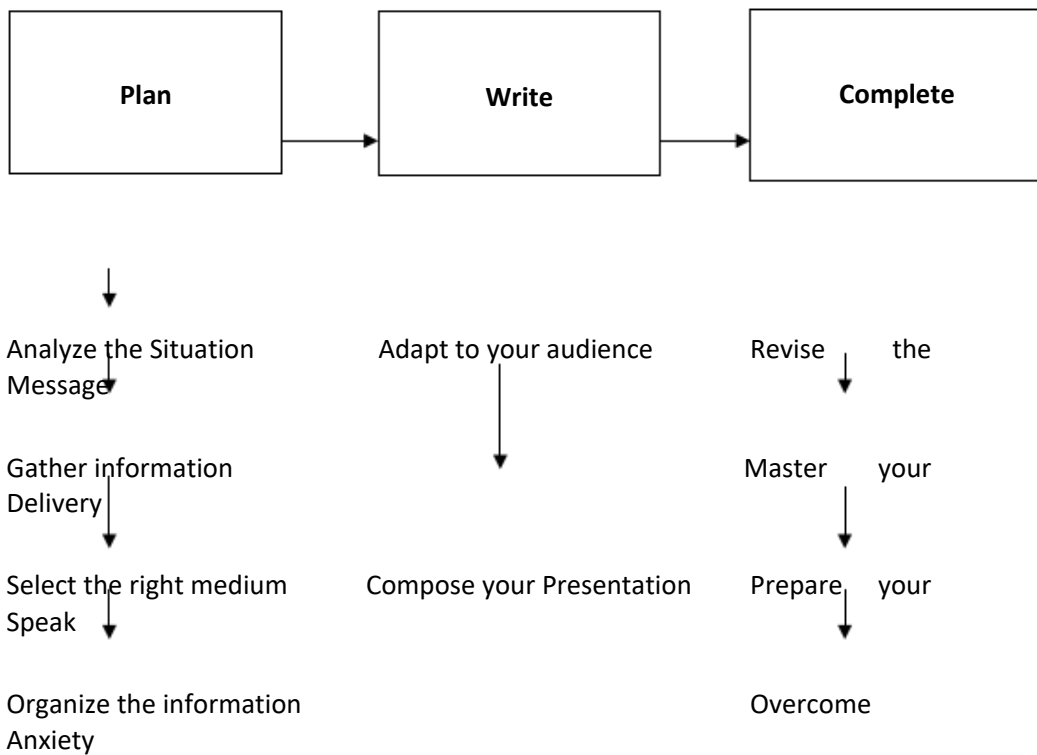 Plan Write Complete
Analyze the Situation Adapt to your audience Revise the
Message
Gather information Master your
Delivery
Select the right medium Compose your Presentation Prepare your
Speak
Organize the information Overcome
Anxiety